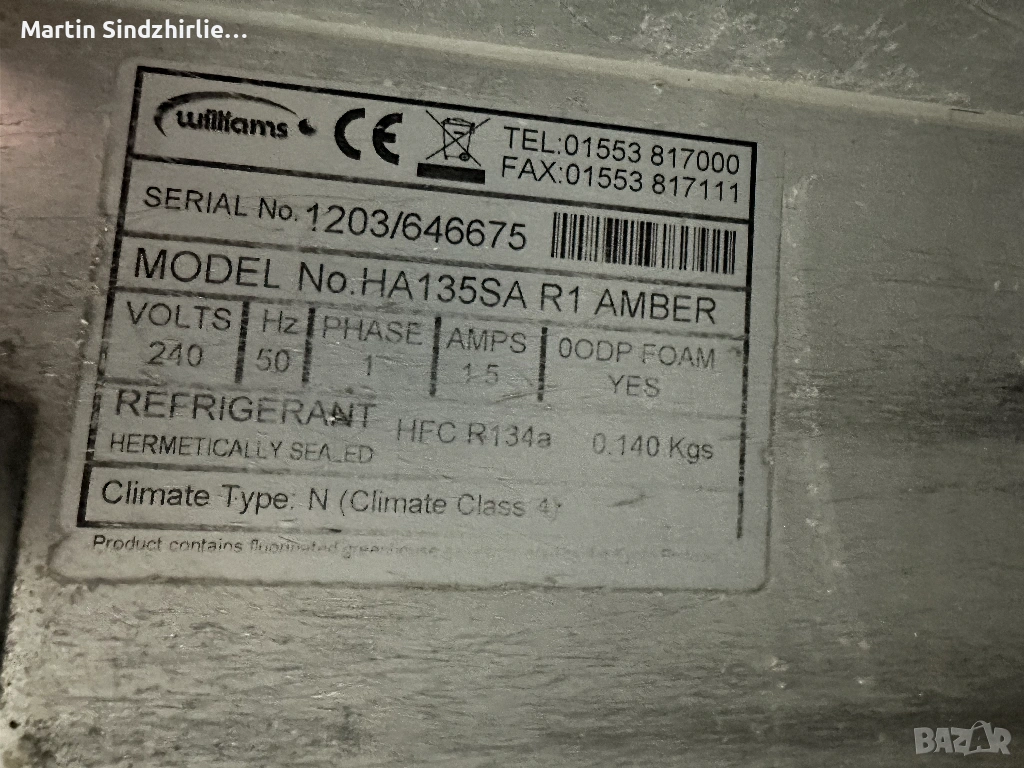 Martin Sindzhirlie...
williams
CE
TEL:01553 817000
FAX:01553 817111
SERIAL No. 1203/646675
MODEL No.HA135SA R1 AMBER
VOLTS Hz PHASE AMPS 0ODP FOAM
240 50 1 1.5 YES
REFRIGERANT HFC R134a 0.140 Kgs
HERMETICALLY SEALED
Climate Type: N (Climate Class 4)
Product contains fluorinated greenhouse
BAZAR